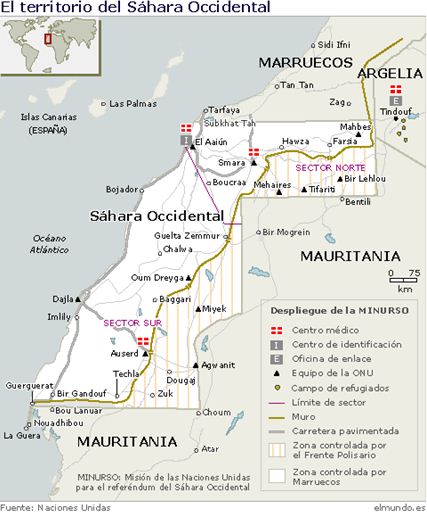 El territorio del Sáhara Occidental
Sidi Ifni
MARRUECOS
ARGELIA
Las Palmas
Tan Tan
Islas Canarias
(ESPAÑA)
Tarfaya
Zag
E
Tindouf
Subkhat Tah
Mahbes
I
El Aaiún
Hawza
Farsia
Smara
SECTOR NORTE
Bir Lehlou
Bojador
Boucraa
Mehaires
Tifariti
Bentili
Sáhara Occidental
Océano
Atlántico
Guelta Zemmur
Bir Mogrein
Chalwa
MAURITANIA
Oum Dreyga
0 75
km
Dajla
Baggari
Imlily
Miyek
SECTOR SUR
Auserd
Techla
Agwanit
Guerguerat
Dougaj
Bir Gandouf
Zuk
Bou Lanuar
Choum
Nouadhibou
La Guera
MAURITANIA
Atar
MINURSO: Misión de las Naciones Unidas
para el referéndum del Sáhara Occidental
Despliegue de la MINURSO
Centro médico
I Centro de identificación
E Oficina de enlace
Equipo de la ONU
Campo de refugiados
Límite de sector
Muro
Carretera pavimentada
Zona controlada por
el Frente Polisario
Zona controlada por
Marruecos
Fuente: Naciones Unidas
elmundo.es